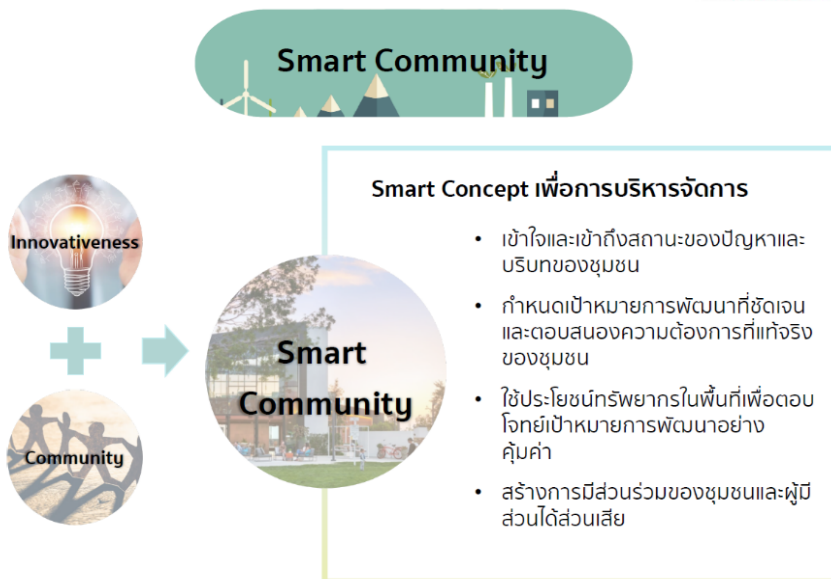 Smart Community
Innovativeness
Community
Smart
Community
Smart Concept เพื่อการบริหารจัดการ
• เข้าใจและเข้าถึงสถานะของปัญหาและ
บริบทของชุมชน
• กำหนดเป้าหมายการพัฒนาที่ชัดเจน
และตอบสนองความต้องการที่แท้จริง
ของชุมชน
• ใช้ประโยชน์ทรัพยากรในพื้นที่เพื่อตอบ
โจทย์เป้าหมายการพัฒนาอย่าง
คุ้มค่า
• สร้างการมีส่วนร่วมของชุมชนและผู้มี
ส่วนได้ส่วนเสีย